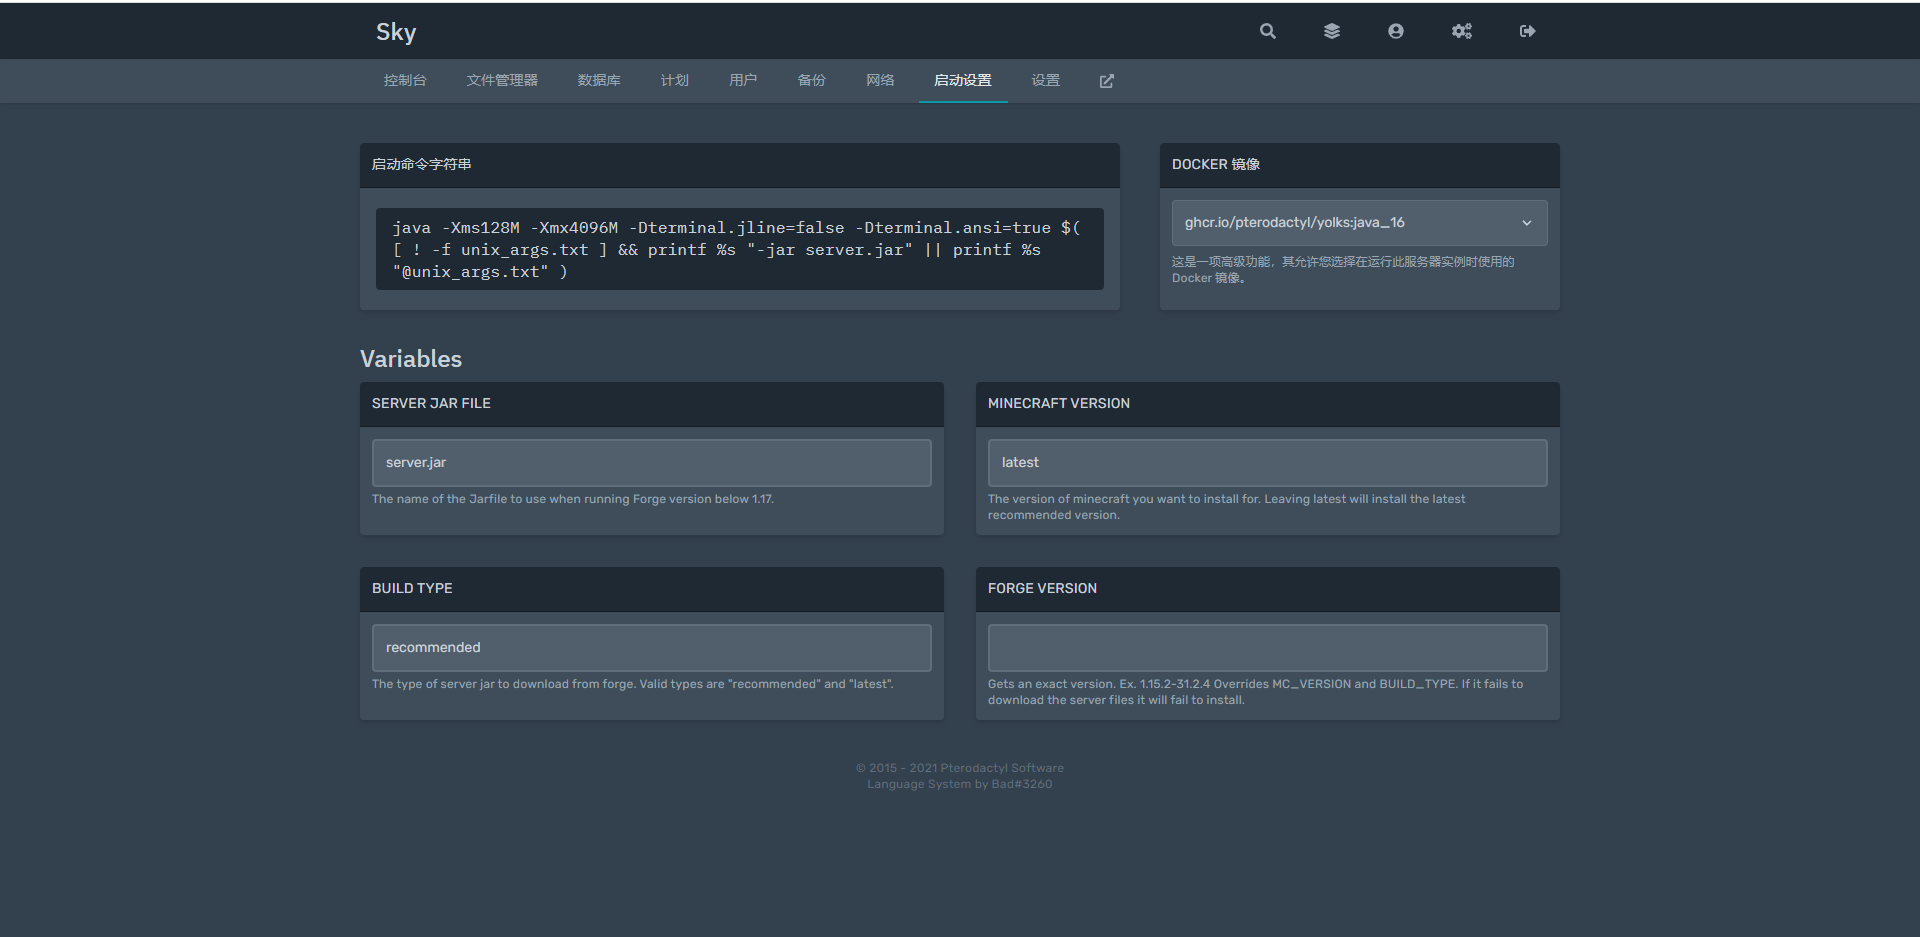 Sky
控制台 文件管理器 数据库 计划 用户 备份 网络 启动设置 设置
启动命令字符串
java -Xms128M -Xmx4096M -Dterminal.jline=false -Dterminal.ansi=true $(
[ ! -f unix_args.txt ] && printf %s "-jar server.jar" || printf %s
"@unix_args.txt" )
DOCKER 镜像
ghcr.io/pterodactyl/yolks:java_16
这是一项高级功能，其允许您选择在运行此服务器实例时使用的
Docker 镜像。
Variables
SERVER JAR FILE
server.jar
The name of the Jarfile to use when running Forge version below 1.17.
MINECRAFT VERSION
latest
The version of minecraft you want to install for. Leaving latest will install the latest
recommended version.
BUILD TYPE
recommended
The type of server jar to download from forge. Valid types are "recommended" and "latest".
FORGE VERSION
Gets an exact version. Ex. 1.15.2-31.2.4 Overrides MC_VERSION and BUILD_TYPE. If it fails to
download the server files it will fail to install.
© 2015 - 2021 Pterodactyl Software
Language System by Bad#3260